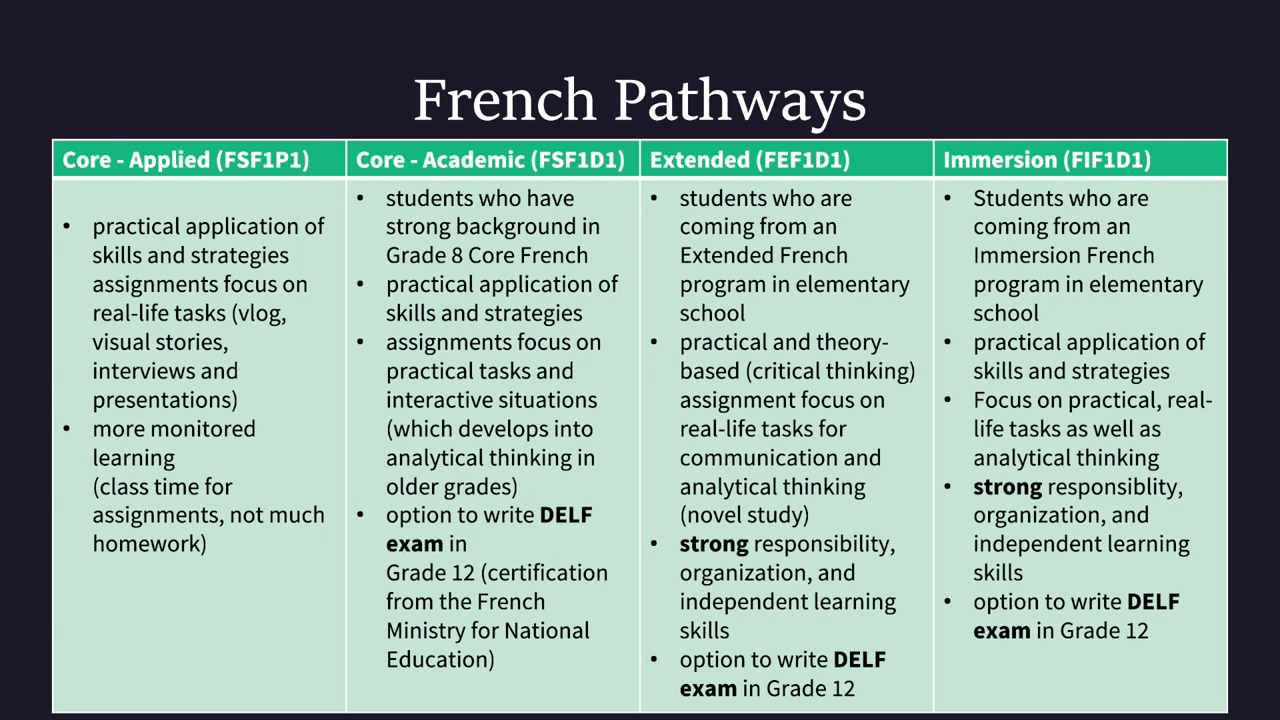 French Pathways
Core - Applied (FSF1P1)
practical application of
skills and strategies
assignments focus on
real-life tasks (vlog,
visual stories,
interviews and
presentations)
more monitored
learning
(class time for
assignments, not much
homework)
Core - Academic (FSF1D1)
students who have
strong background in
Grade 8 Core French
practical application of
skills and strategies
assignments focus on
practical tasks and
interactive situations
(which develops into
analytical thinking in
older grades)
option to write DELF
exam in
Grade 12 (certification
from the French
Ministry for National
Education)
Extended (FEF1D1)
students who are
coming from an
Extended French
program in elementary
school
practical and theory-
based (critical thinking)
assignment focus on
real-life tasks for
communication and
analytical thinking
(novel study)
strong responsibility,
organization, and
independent learning
skills
option to write DELF
exam in Grade 12
Immersion (FIF1D1)
Students who are
coming from an
Immersion French
program in elementary
school
practical application of
skills and strategies
Focus on practical, real-
life tasks as well as
analytical thinking
strong responsiblity,
organization, and
independent learning
skills
option to write DELF
exam in Grade 12